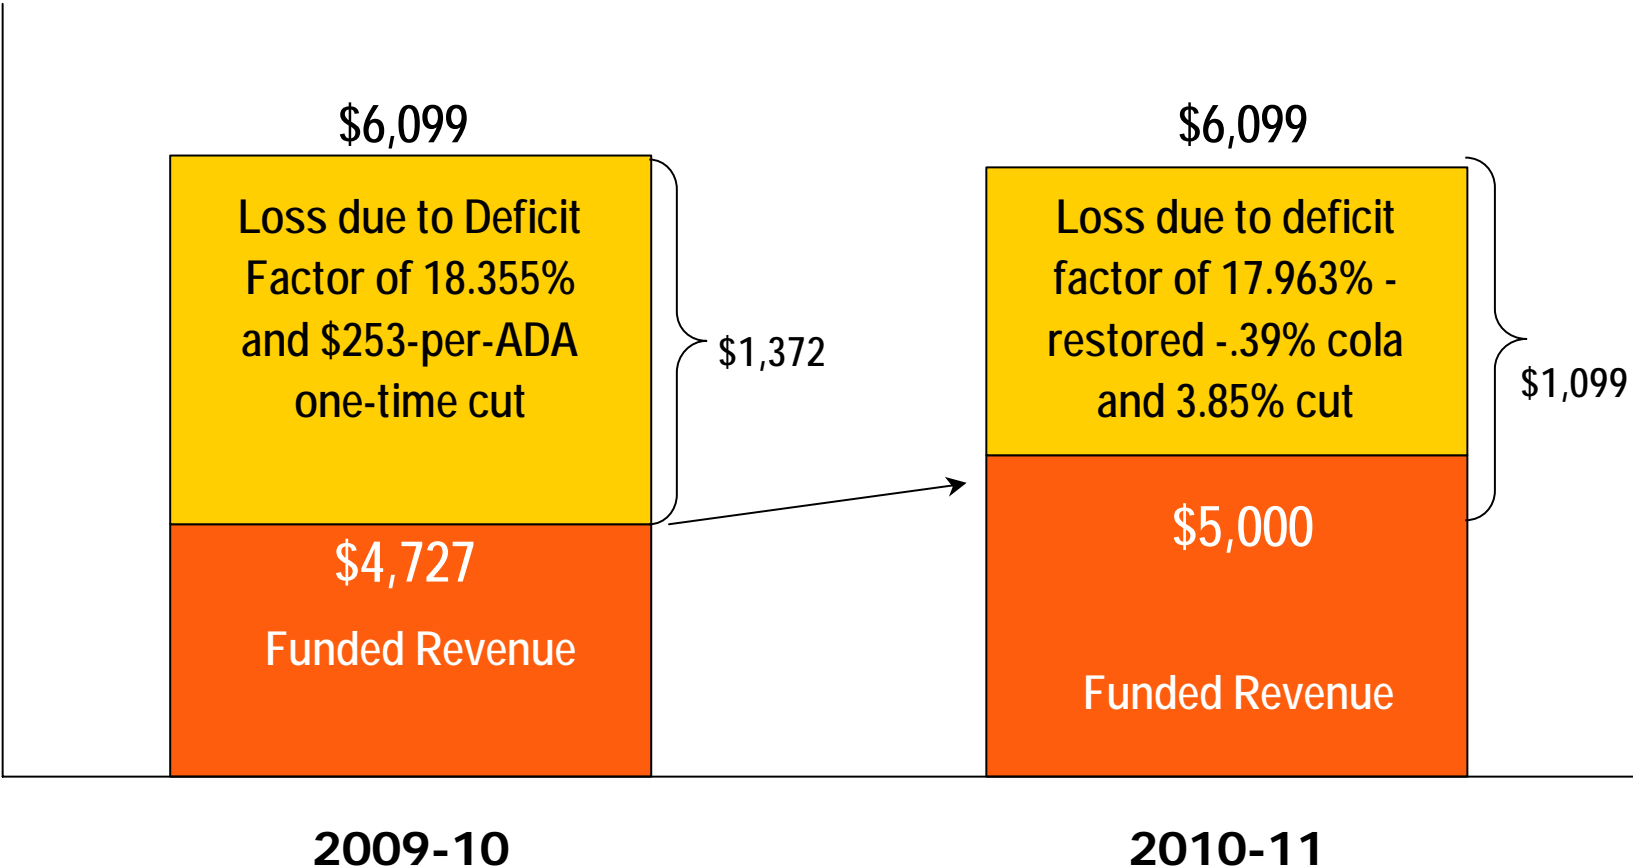 $6,099
Loss due to Deficit
Factor of 18.355%
and $253-per-ADA
one-time cut
$1,372
$4,727
Funded Revenue
2009-10
$6,099
Loss due to deficit
factor of 17.963% -
restored -.39% cola
and 3.85% cut
$1,099
$5,000
Funded Revenue
2010-11